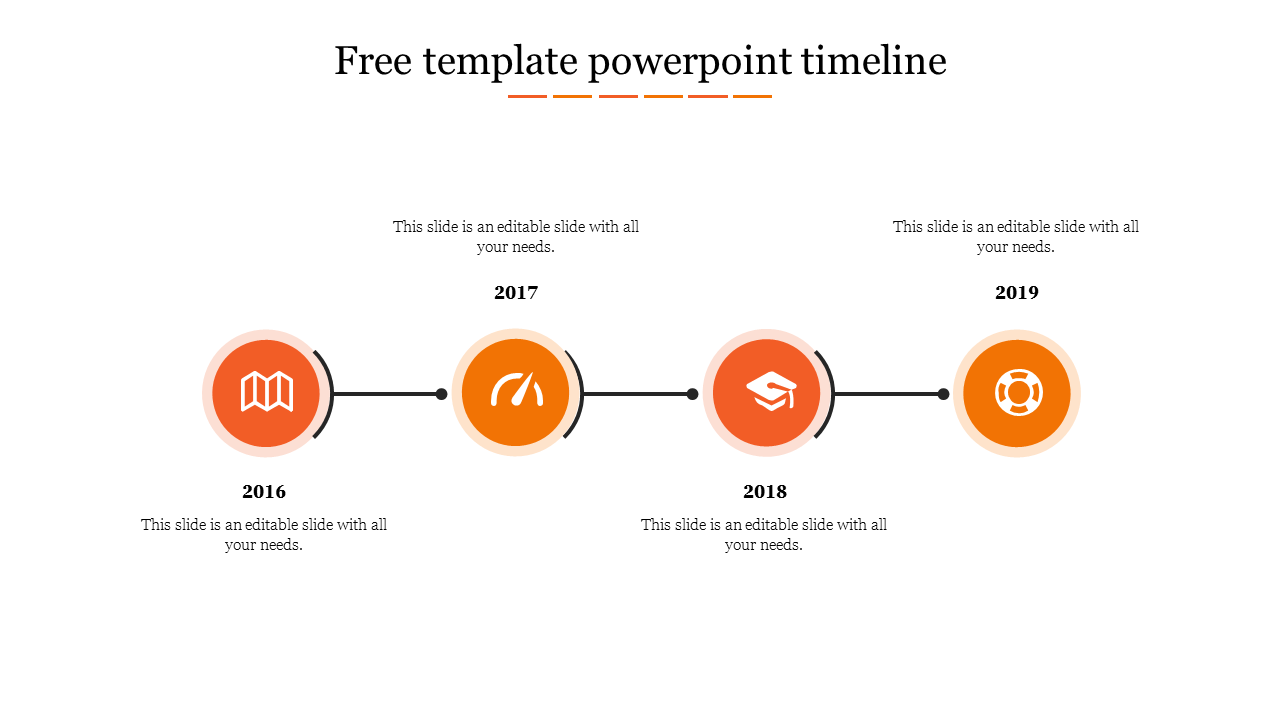 Free template powerpoint timeline
This slide is an editable slide with all
your needs.
2017
This slide is an editable slide with all
your needs.
2019
2016
This slide is an editable slide with all
your needs.
2018
This slide is an editable slide with all
your needs.